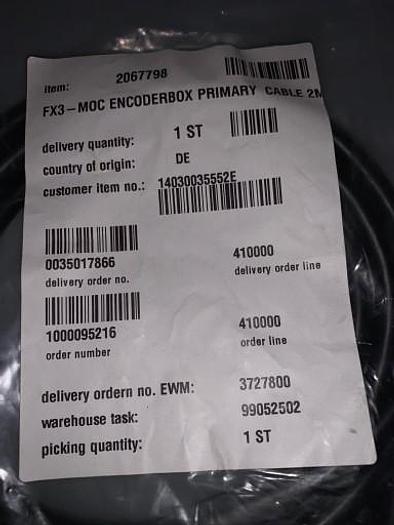 item: 2067798
FX3-MOC ENCODERBOX PRIMARY CABLE 2M
delivery quantity: 1 ST
country of origin: DE
customer item no.: 14030035552E
0035017866 410000
delivery order no. delivery order line
1000095216 410000
order number order line
delivery ordern no. EWM: 3727800
warehouse task: 99052502
picking quantity: 1 ST